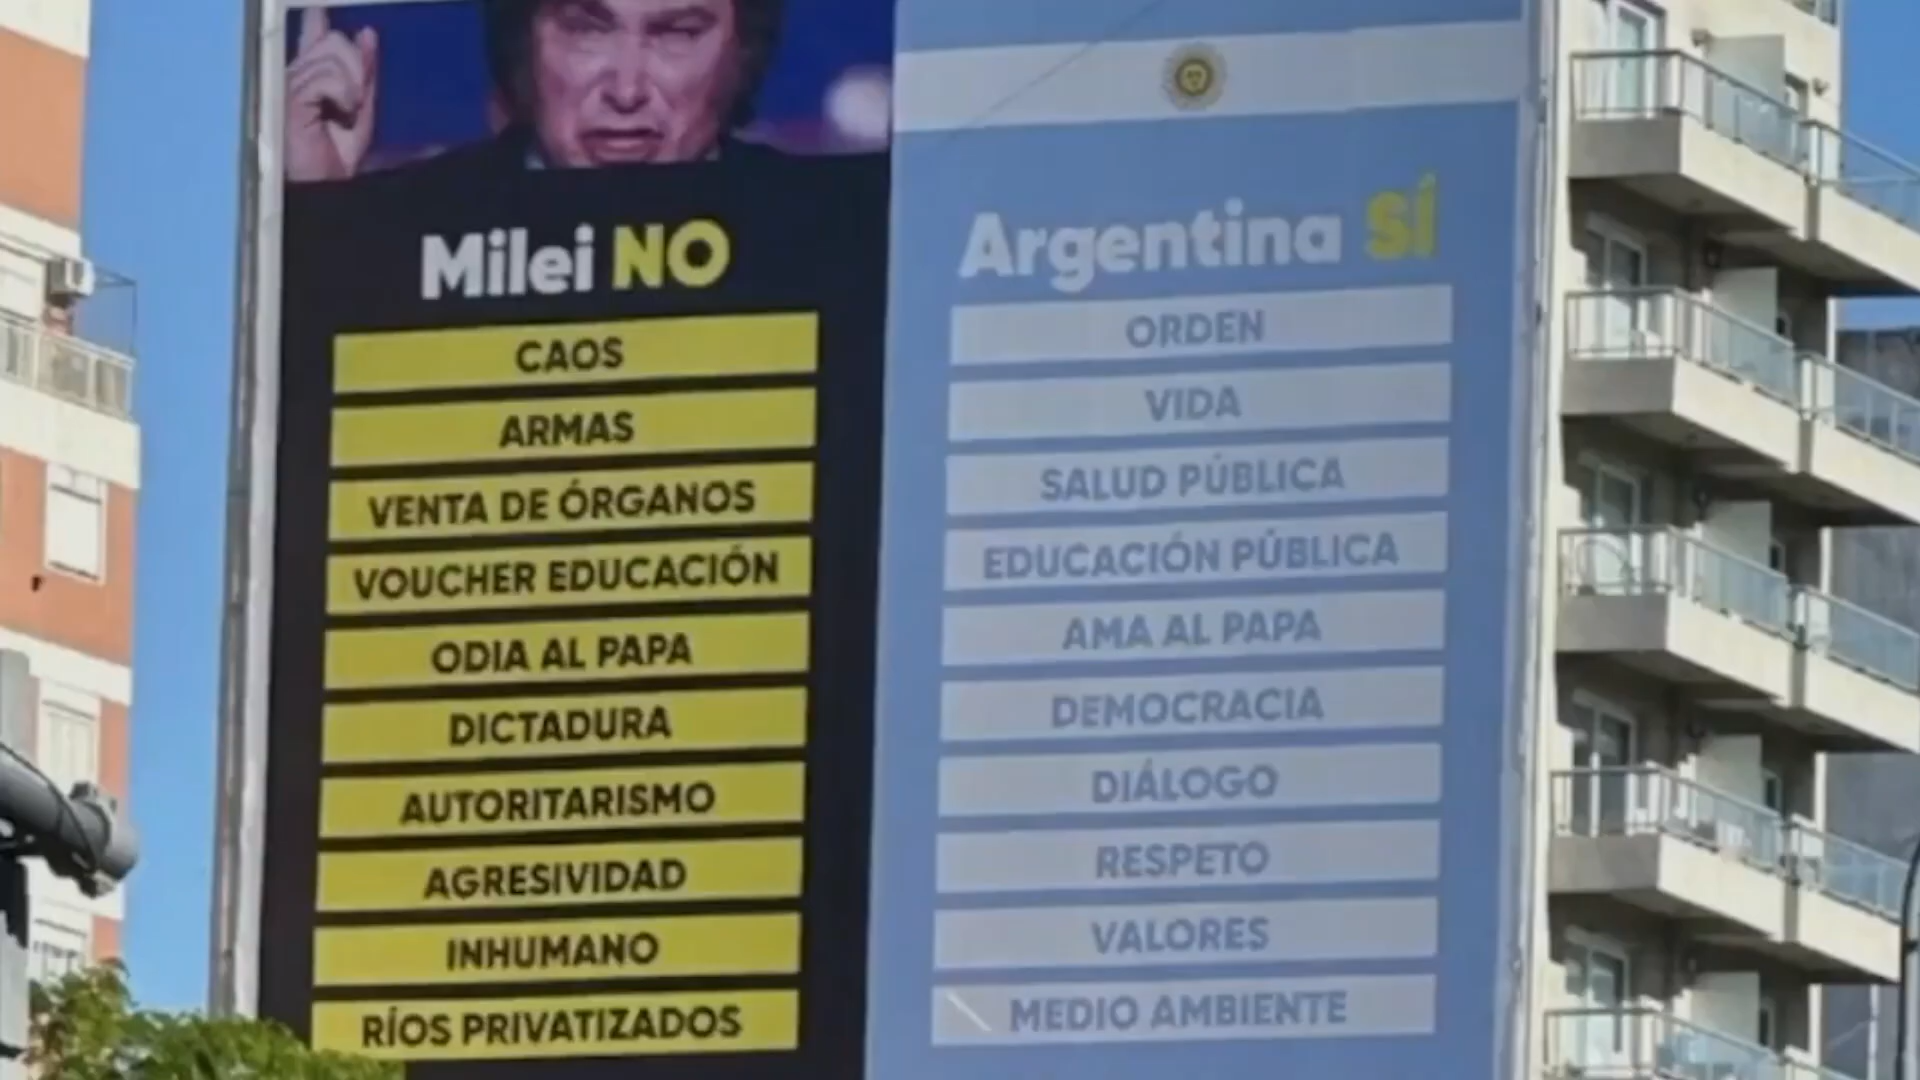 Milei NO
CAOS
ARMAS
VENTA DE ÓRGANOS
VOUCHER EDUCACIÓN
ODIA AL PAPA
DICTADURA
AUTORITARISMO
AGRESIVIDAD
INHUMANO
RÍOS PRIVATIZADOS
Argentina SÍ
ORDEN
VIDA
SALUD PÚBLICA
EDUCACIÓN PÚBLICA
AMA AL PAPA
DEMOCRACIA
DIÁLOGO
RESPETO
VALORES
MEDIO AMBIENTE